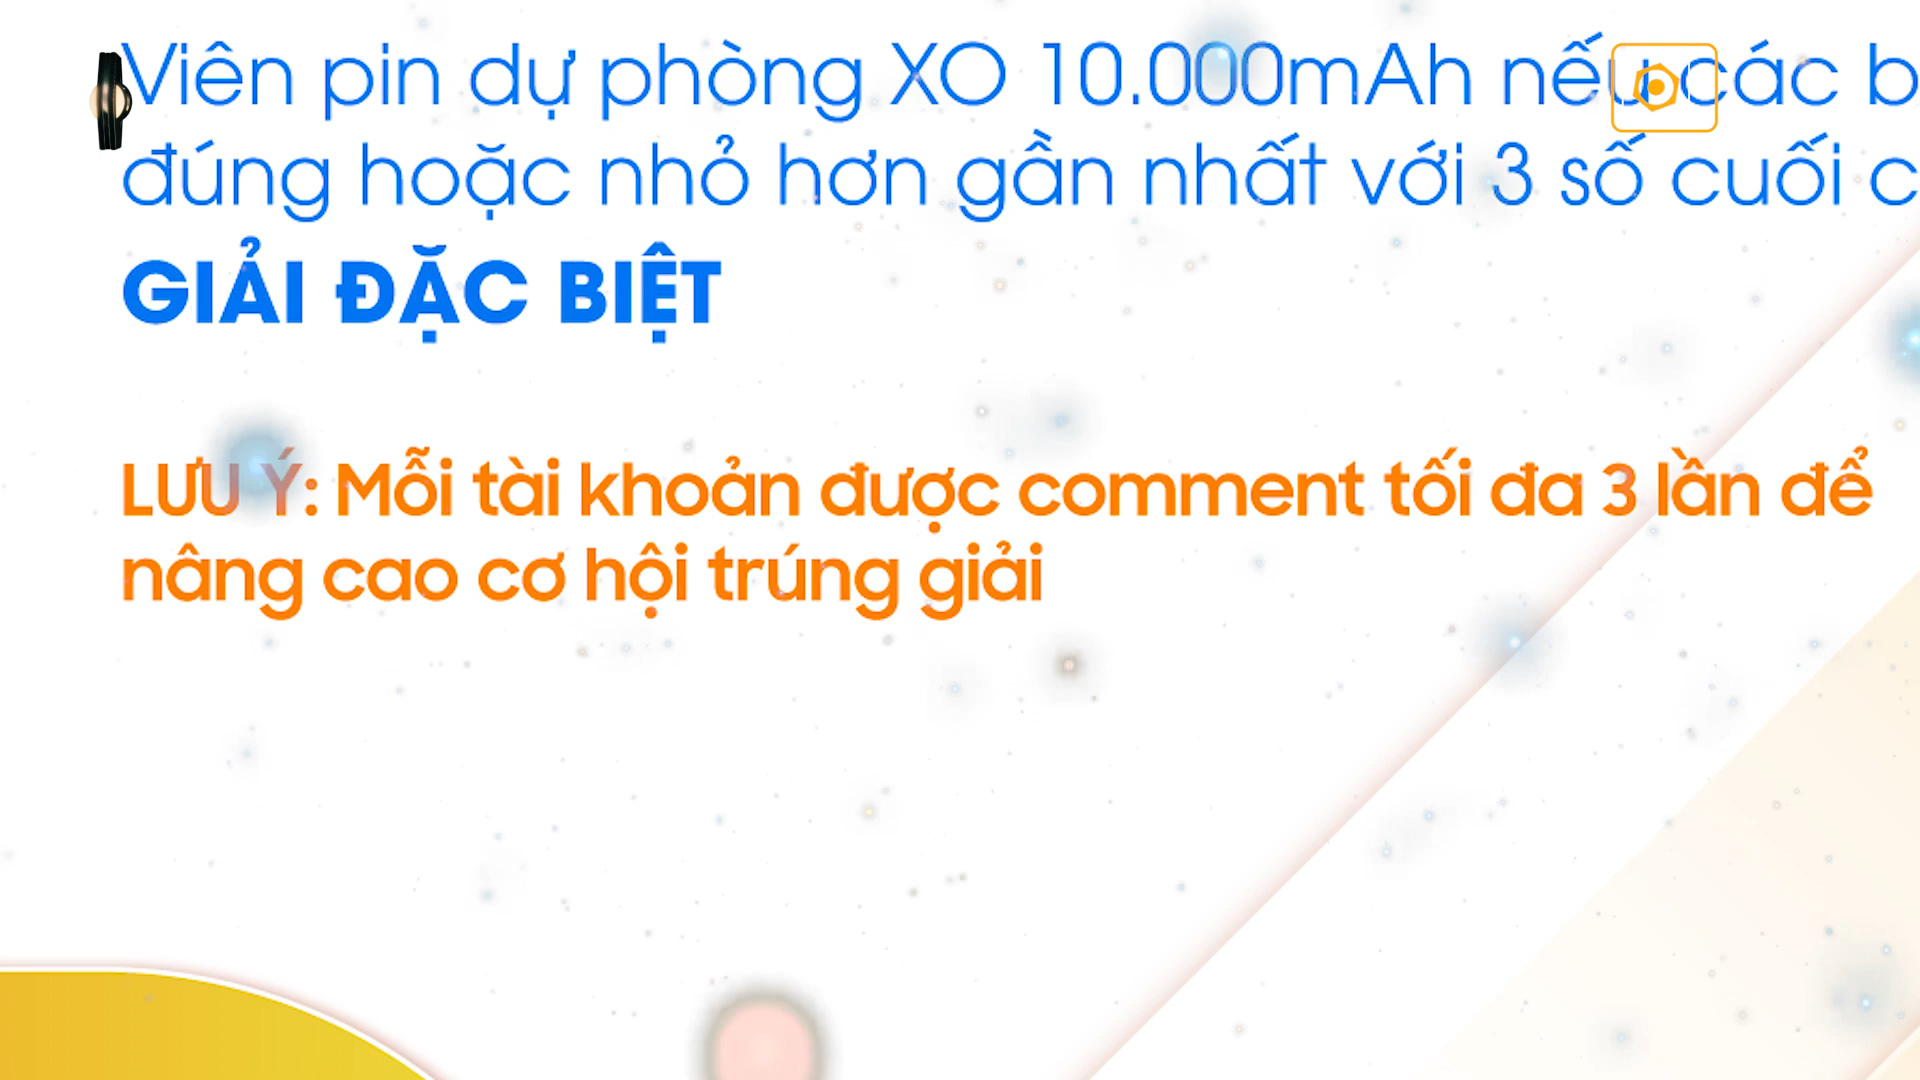 Viên pin dự phòng XO 10.000mAh nếu các b
đúng hoặc nhỏ hơn gần nhất với 3 số cuối c
GIẢI ĐẶC BIỆT
LƯU Ý: Mỗi tài khoản được comment tối đa 3 lần để
nâng cao cơ hội trúng giải